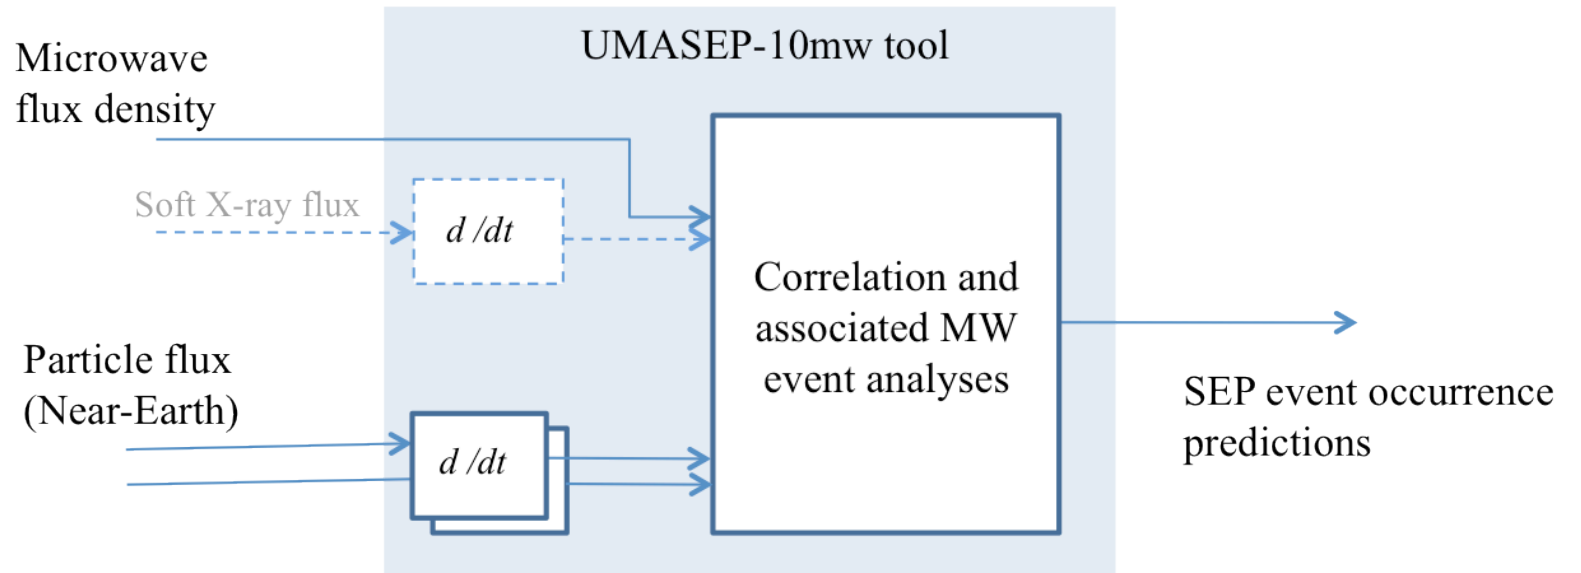 UMASEP-10mw tool
Microwave
flux density
Soft X-ray flux
d /dt
Correlation and
associated MW
event analyses
Particle flux
(Near-Earth)
d /dt
SEP event occurrence
predictions